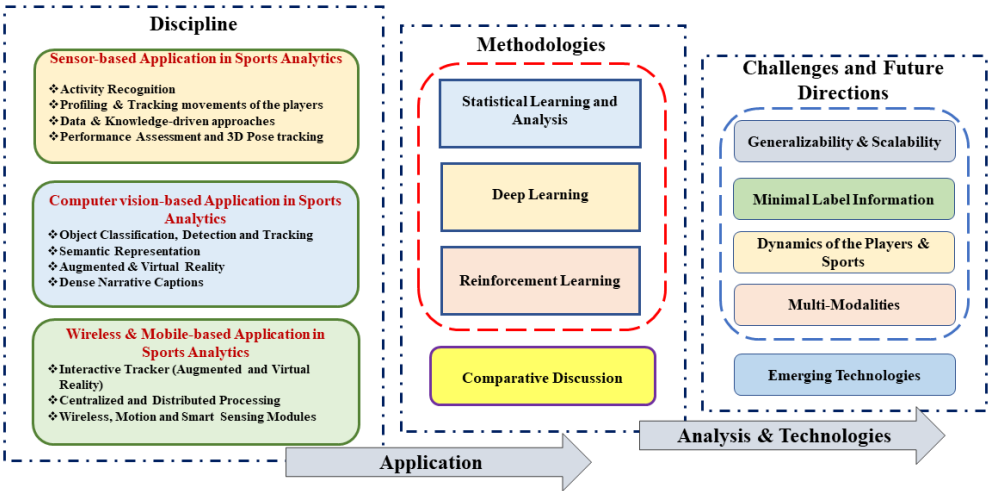 Discipline
Sensor-based Application in Sports Analytics
❖Activity Recognition
❖Profiling & Tracking movements of the players
❖Data & Knowledge-driven approaches
❖Performance Assessment and 3D Pose tracking
Computer vision-based Application in Sports
Analytics
❖Object Classification, Detection and Tracking
❖Semantic Representation
❖Augmented & Virtual Reality
❖Dense Narrative Captions
Wireless & Mobile-based Application in
Sports Analytics
❖Interactive Tracker (Augmented and Virtual
Reality)
❖Centralized and Distributed Processing
❖Wireless, Motion and Smart Sensing Modules
Application
Methodologies
Statistical Learning and
Analysis
Deep Learning
Reinforcement Learning
Comparative Discussion
Analysis & Technologies
Challenges and Future
Directions
Generalizability & Scalability
Minimal Label Information
Dynamics of the Players &
Sports
Multi-Modalities
Emerging Technologies